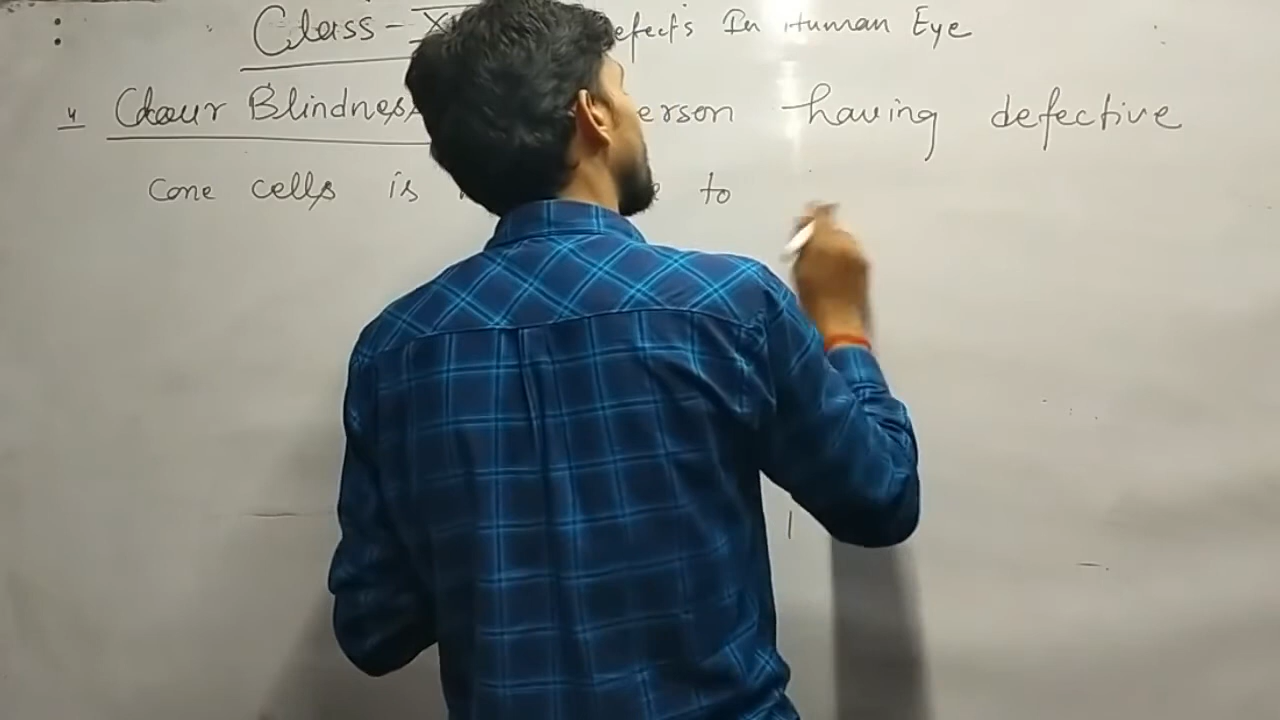 Class - Defects In Human Eye
4 Colour Blindness erson having defective
cone cells is to